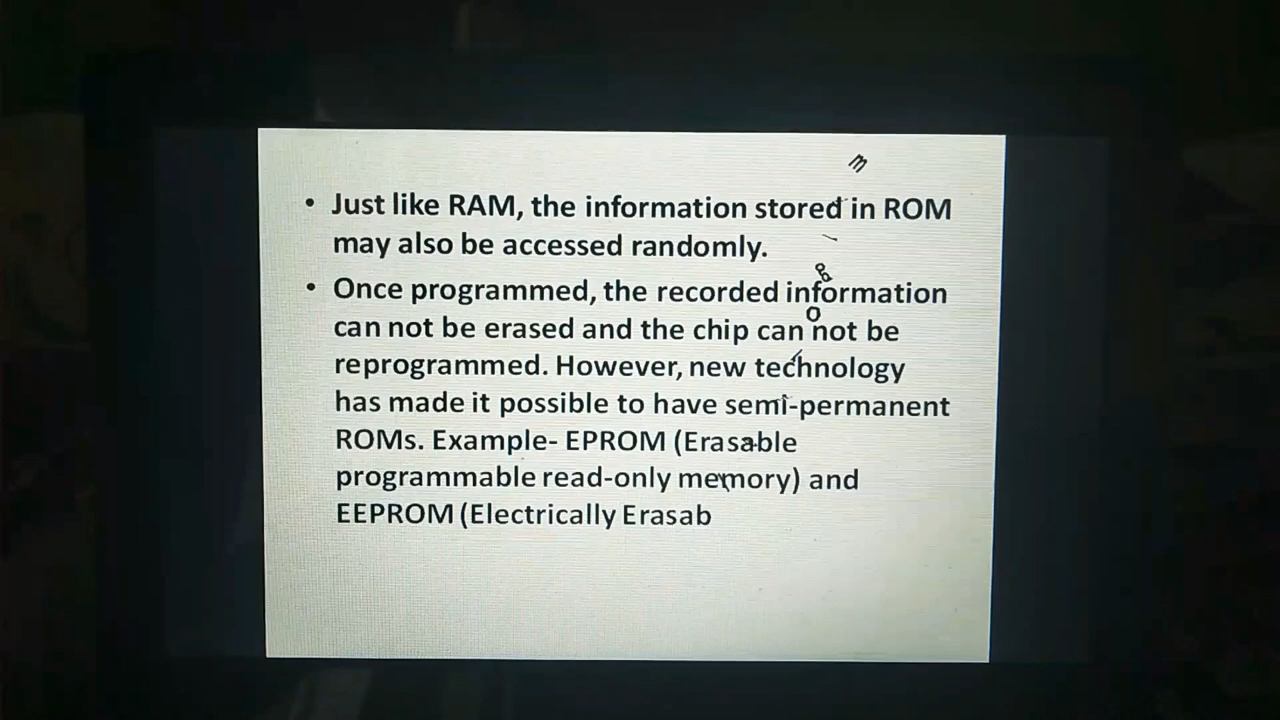 • Just like RAM, the information stored in ROM
may also be accessed randomly.
• Once programmed, the recorded information
can not be erased and the chip can not be
reprogrammed. However, new technology
has made it possible to have semi-permanent
ROMs. Example- EPROM (Erasable
programmable read-only memory) and
EEPROM (Electrically Erasab